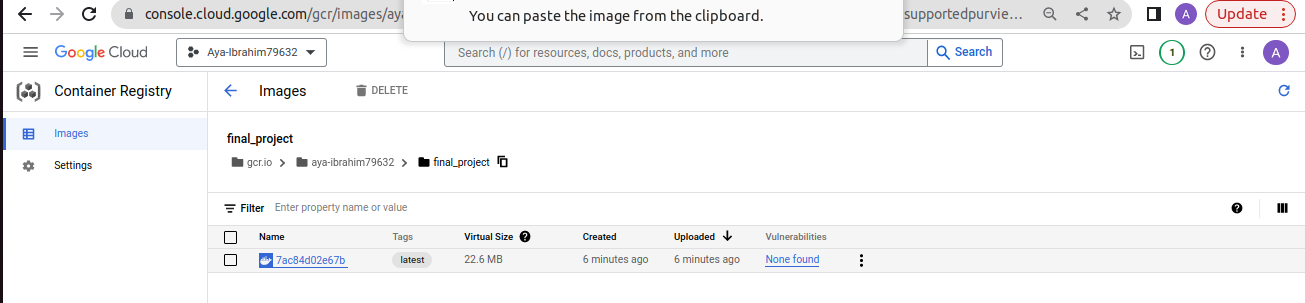 console.cloud.google.com/gcr/images/aya
You can paste the image from the clipboard.
supportedpurvie...
A
Update
Google Cloud
Aya-Ibrahim79632
Search (/) for resources, docs, products, and more
Search
1
A
Container Registry
Images
DELETE
Images
Settings
final_project
gcr.io
aya-ibrahim79632
final_project
Filter
Enter property name or value
Name Tags Virtual Size Created Uploaded Vulnerabilities
7ac84d02e67b latest 22.6 MB 6 minutes ago 6 minutes ago None found